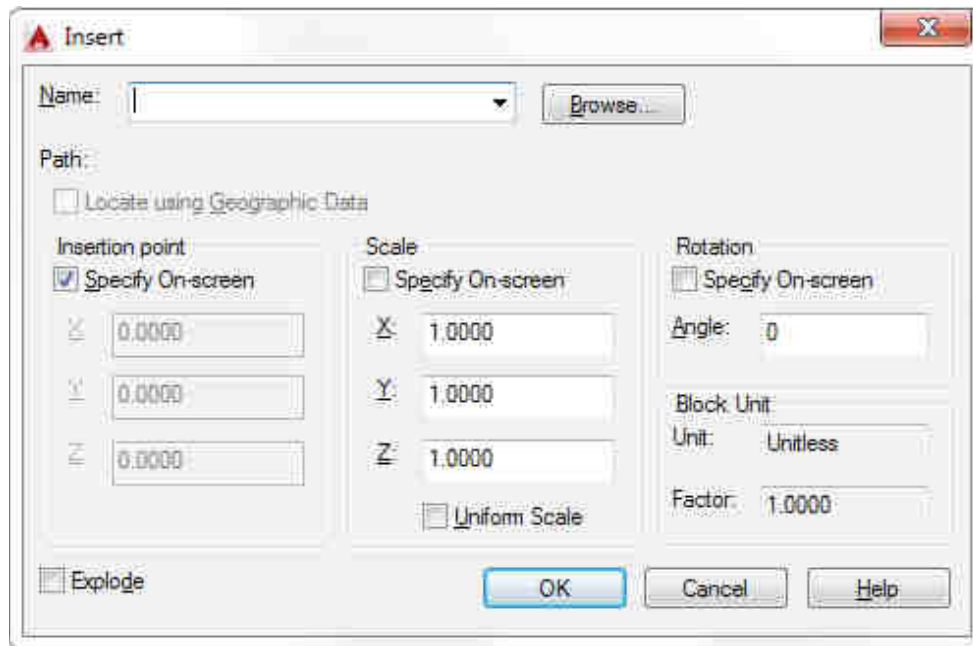 Insert
Name: Browse...
Path:
Locate using Geographic Data
Insertion point
Specify On-screen
X: 0.0000
Y: 0.0000
Z: 0.0000
Scale
Specify On-screen
X: 1.0000
Y: 1.0000
Z: 1.0000
Uniform Scale
Rotation
Specify On-screen
Angle: 0
Block Unit
Unit: Unitless
Factor: 1.0000
Explode
OK Cancel Help